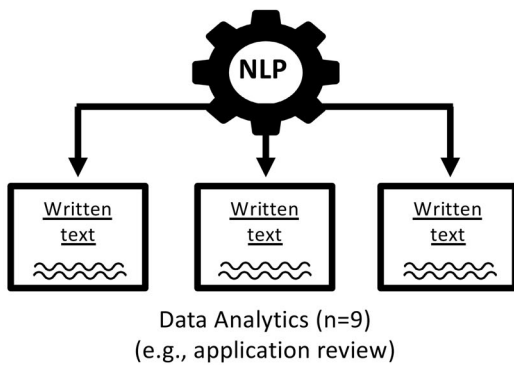 NLP
Written
text
Written
text
Written
text
Data Analytics (n=9)
(e.g., application review)